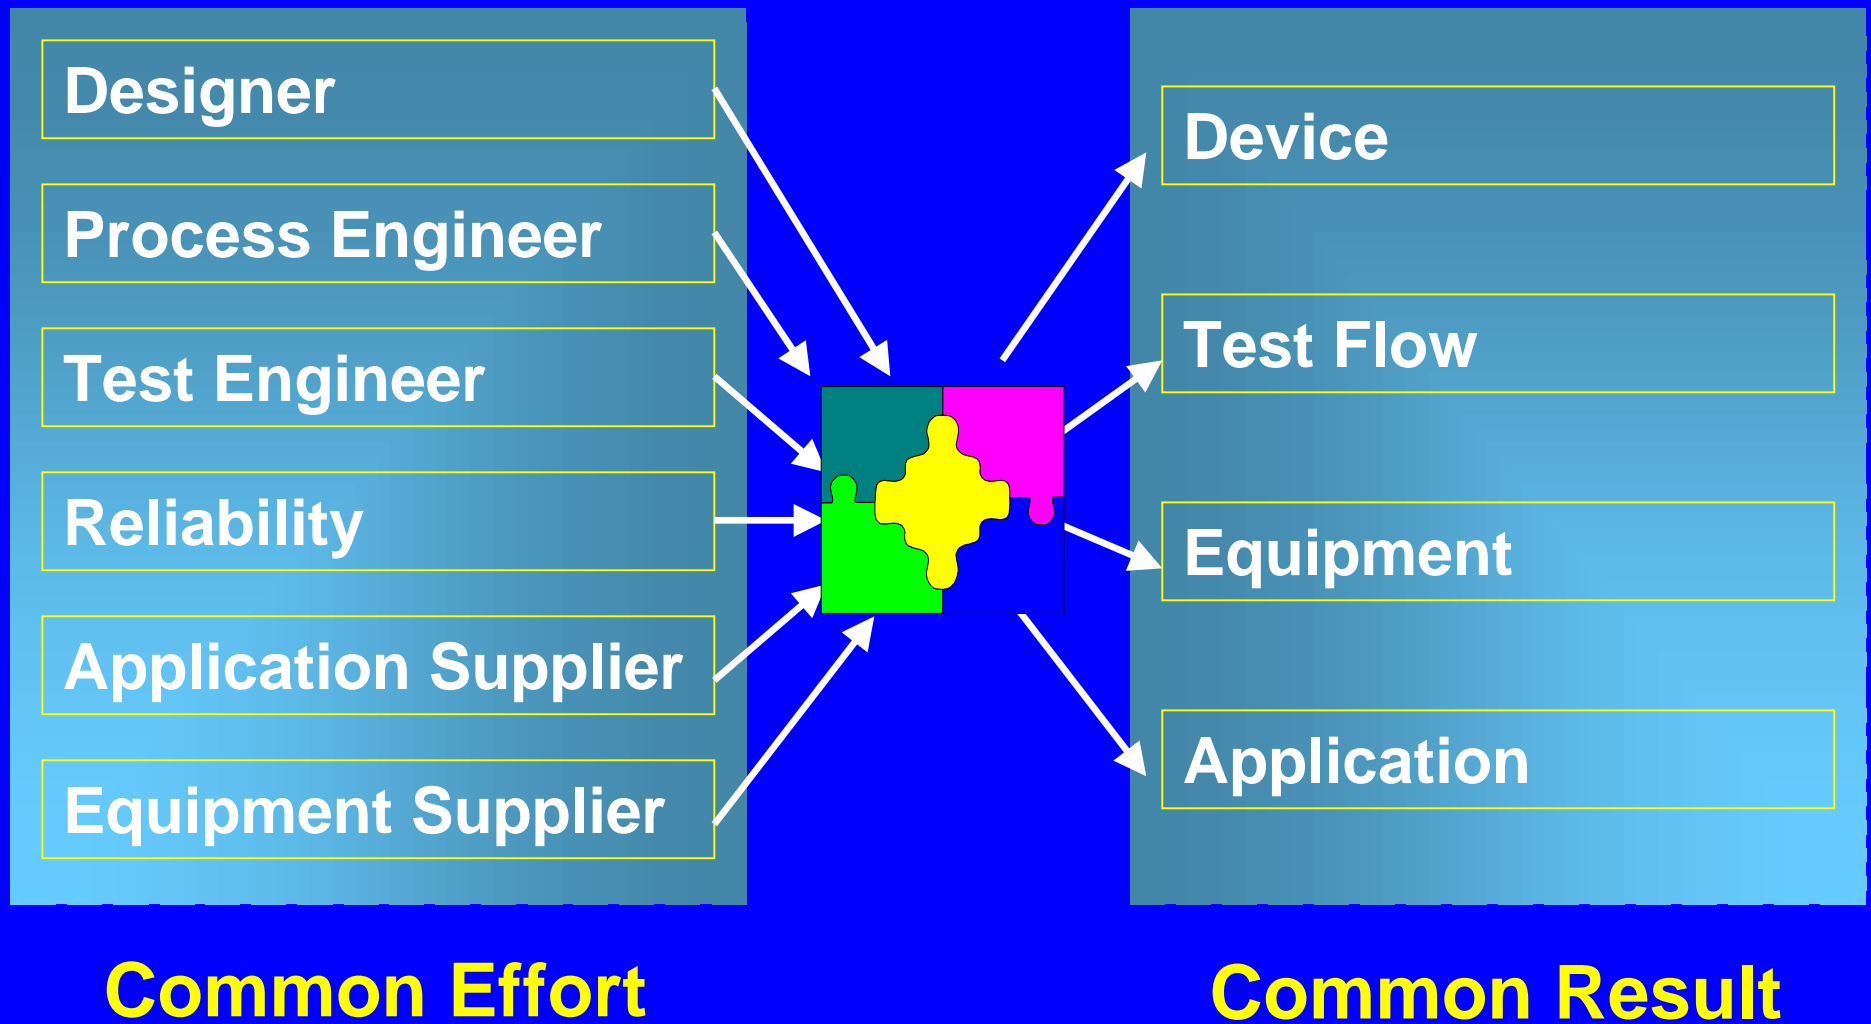 Designer
Process Engineer
Test Engineer
Reliability
Application Supplier
Equipment Supplier
Common Effort
Device
Test Flow
Equipment
Application
Common Result